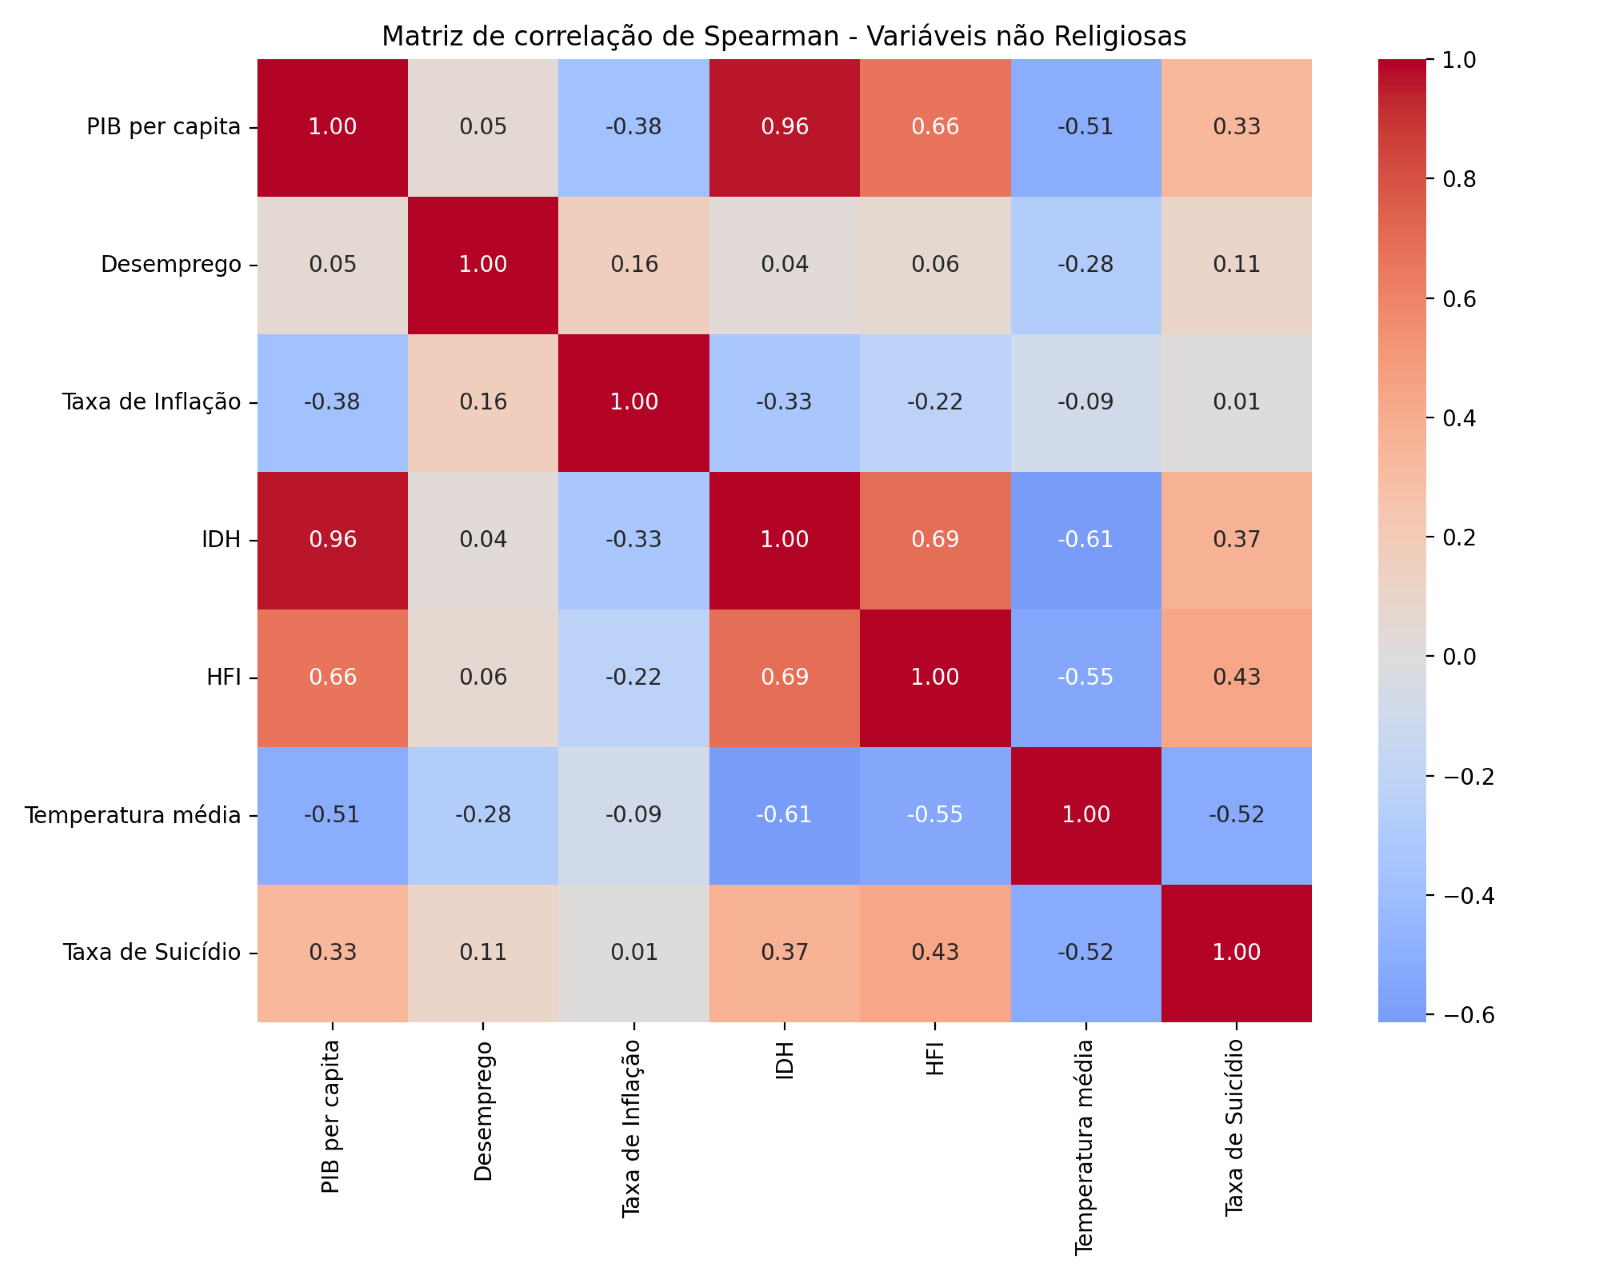 Matriz de correlação de Spearman - Variáveis não Religiosas
PIB per capita 1.00 0.05 -0.38 0.96 0.66 -0.51 0.33
Desemprego 0.05 1.00 0.16 0.04 0.06 -0.28 0.11
Taxa de Inflação -0.38 0.16 1.00 -0.33 -0.22 -0.09 0.01
IDH 0.96 0.04 -0.33 1.00 0.69 -0.61 0.37
HFI 0.66 0.06 -0.22 0.69 1.00 -0.55 0.43
Temperatura média -0.51 -0.28 -0.09 -0.61 -0.55 1.00 -0.52
Taxa de Suicídio 0.33 0.11 0.01 0.37 0.43 -0.52 1.00
PIB per capita
Desemprego
Taxa de Inflação
IDH
HFI
Temperatura média
Taxa de Suicídio
1.0
0.8
0.6
0.4
0.2
0.0
−0.2
−0.4
−0.6